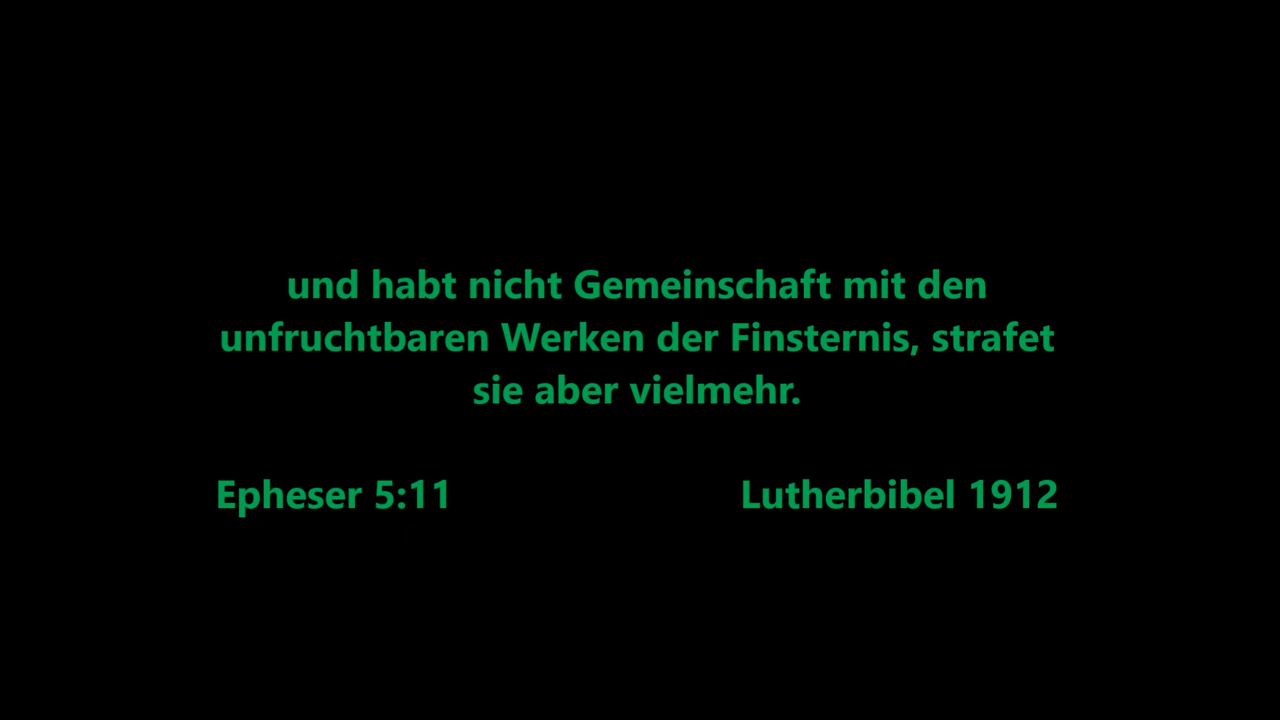 und habt nicht Gemeinschaft mit den
unfruchtbaren Werken der Finsternis, strafet
sie aber vielmehr.
Epheser 5:11 Lutherbibel 1912